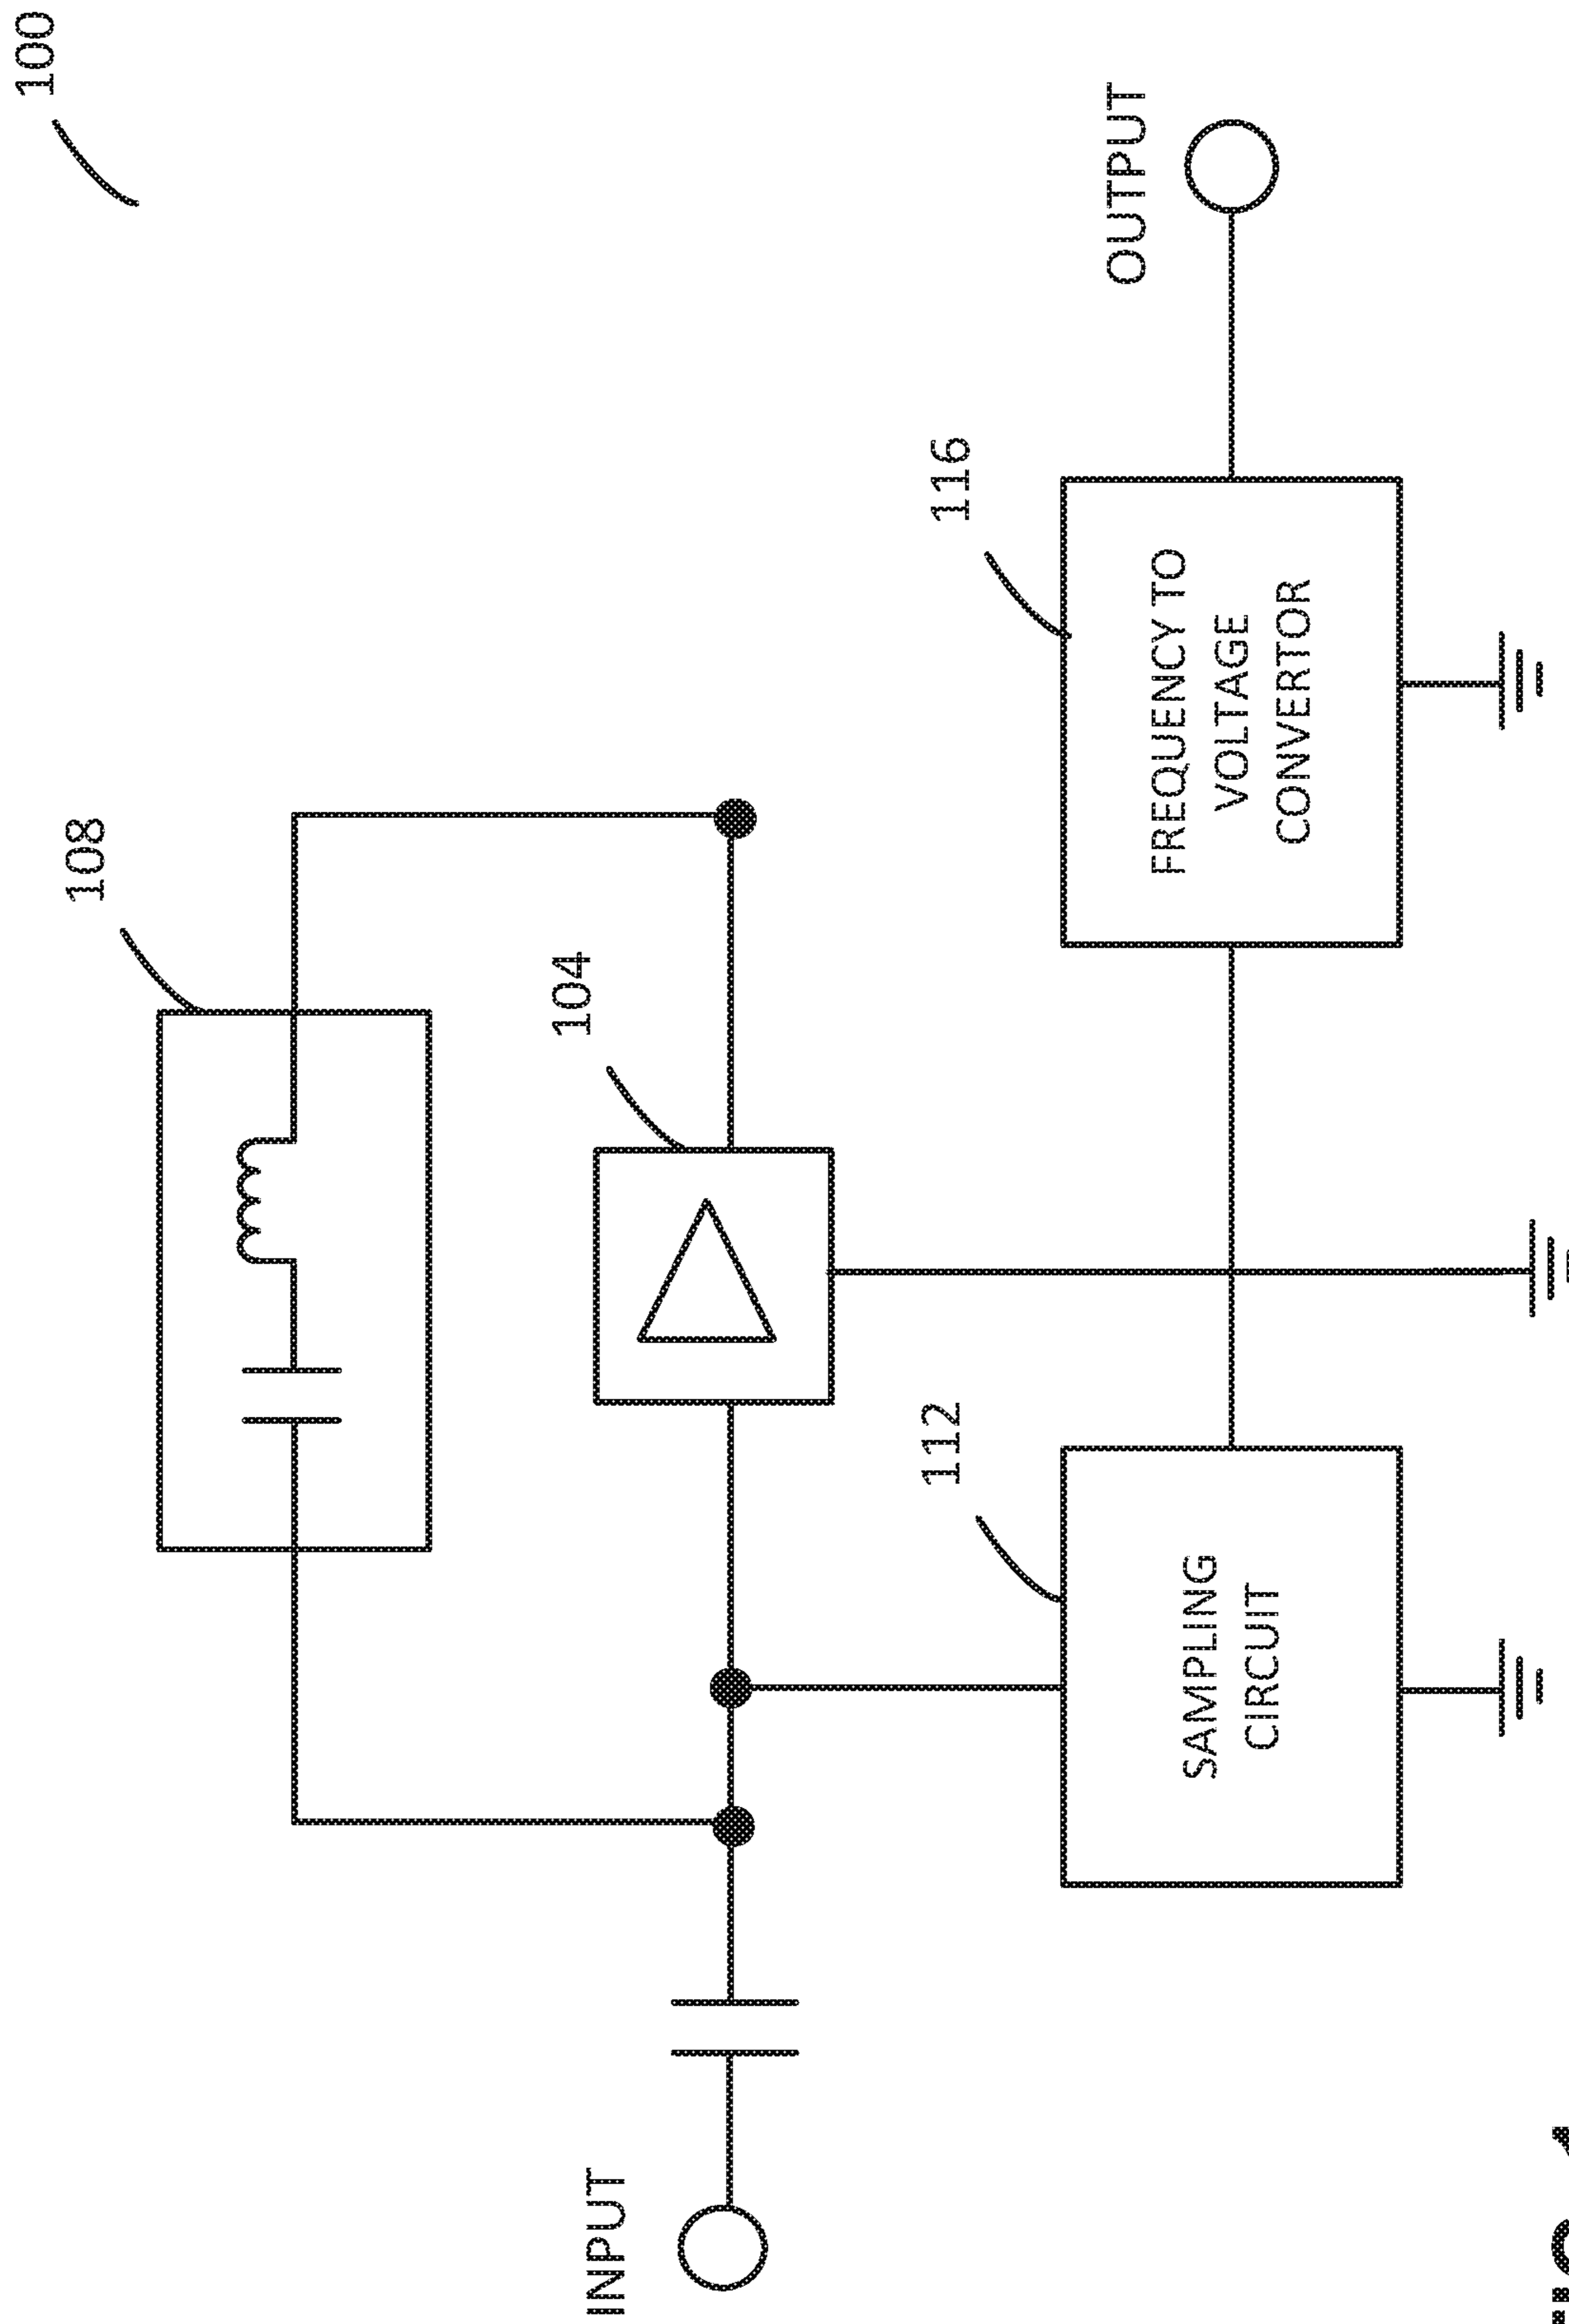 100
108
104
INPUT
112
SAMPLING
CIRCUIT
116
FREQUENCY TO
VOLTAGE
CONVERTOR
OUTPUT